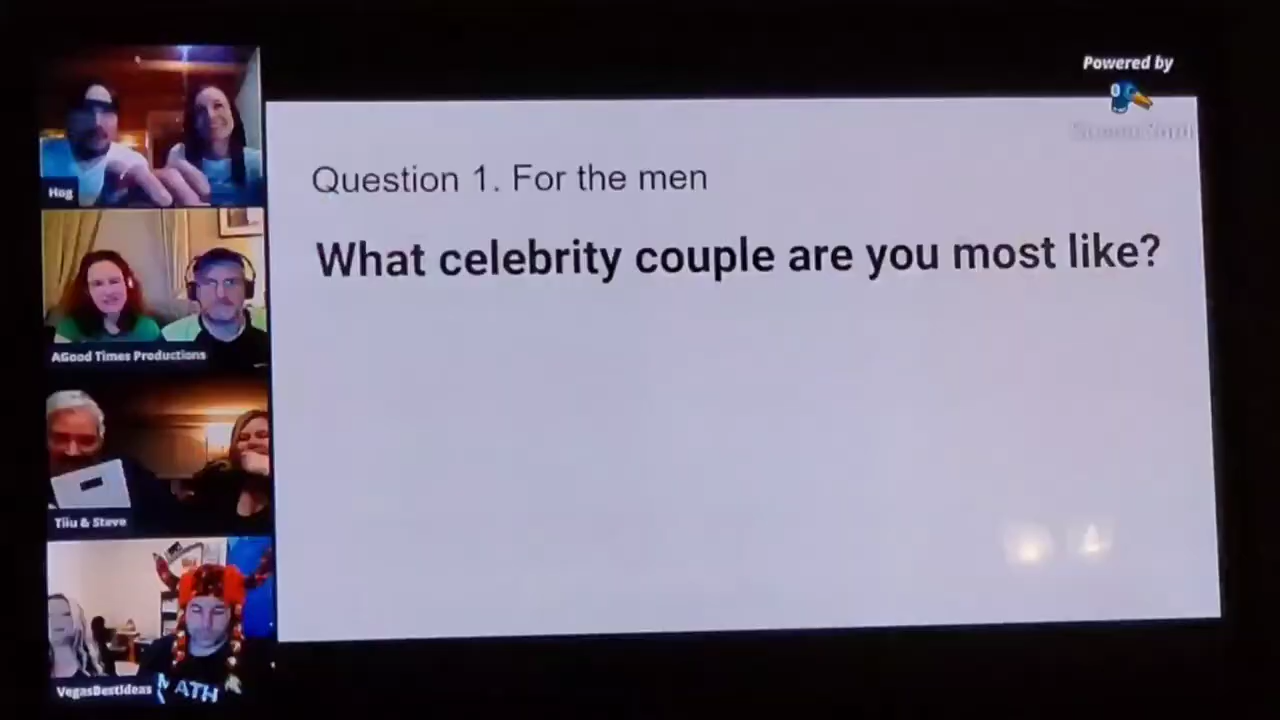 Powered by
Question 1. For the men
What celebrity couple are you most like?
Hog
AGood Times Productions
Tiiu & Steve
VegasBestIdeas
MATH